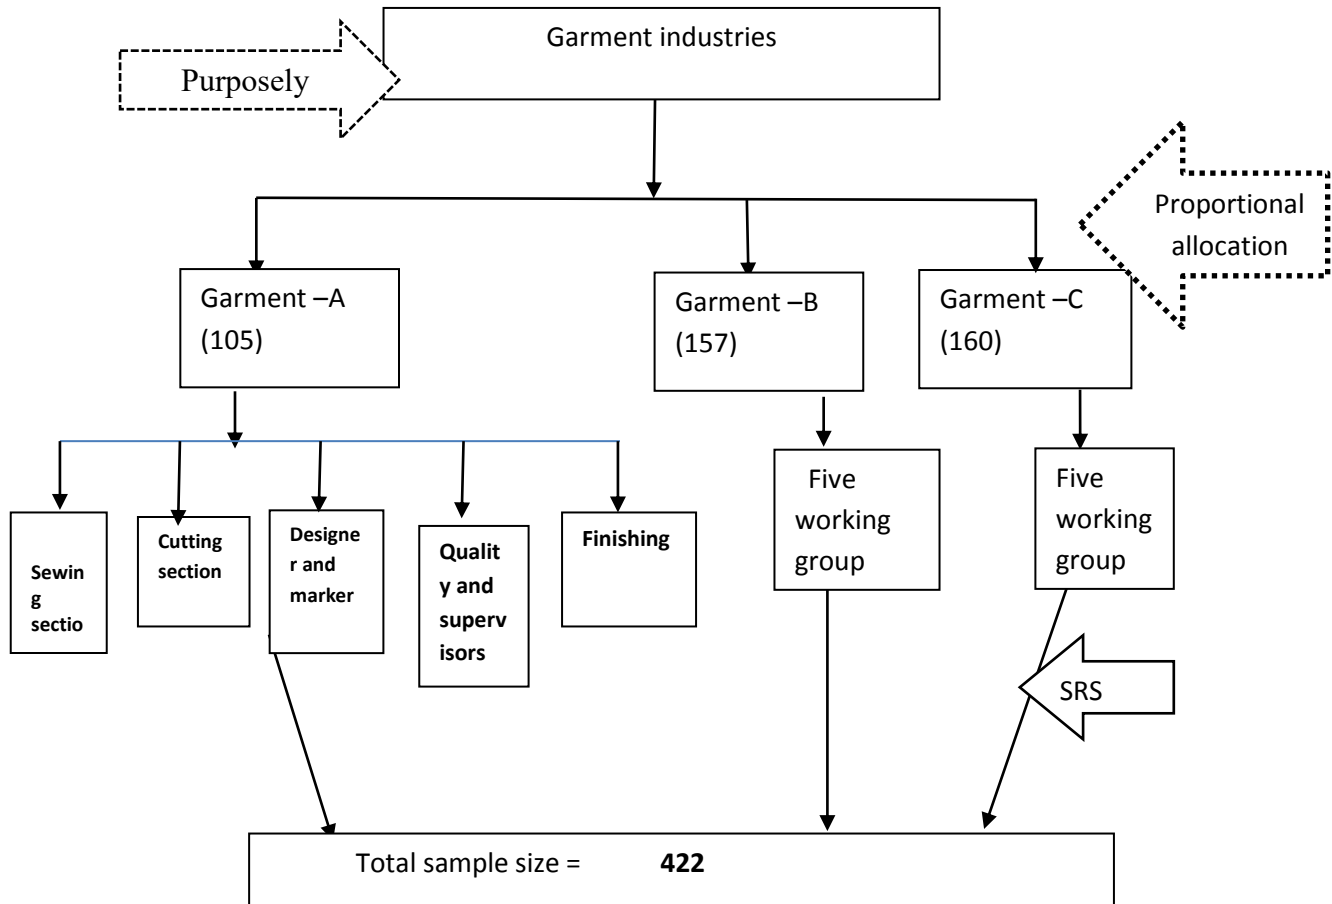 Garment industries
Purposely
Proportional
allocation
Garment –A
(105)
Garment –B
(157)
Garment –C
(160)
Sewin
g
sectio
Cutting
section
Designe
r and
marker
Qualit
y and
superv
isors
Finishing
Five
working
group
Five
working
group
SRS
Total sample size = 422